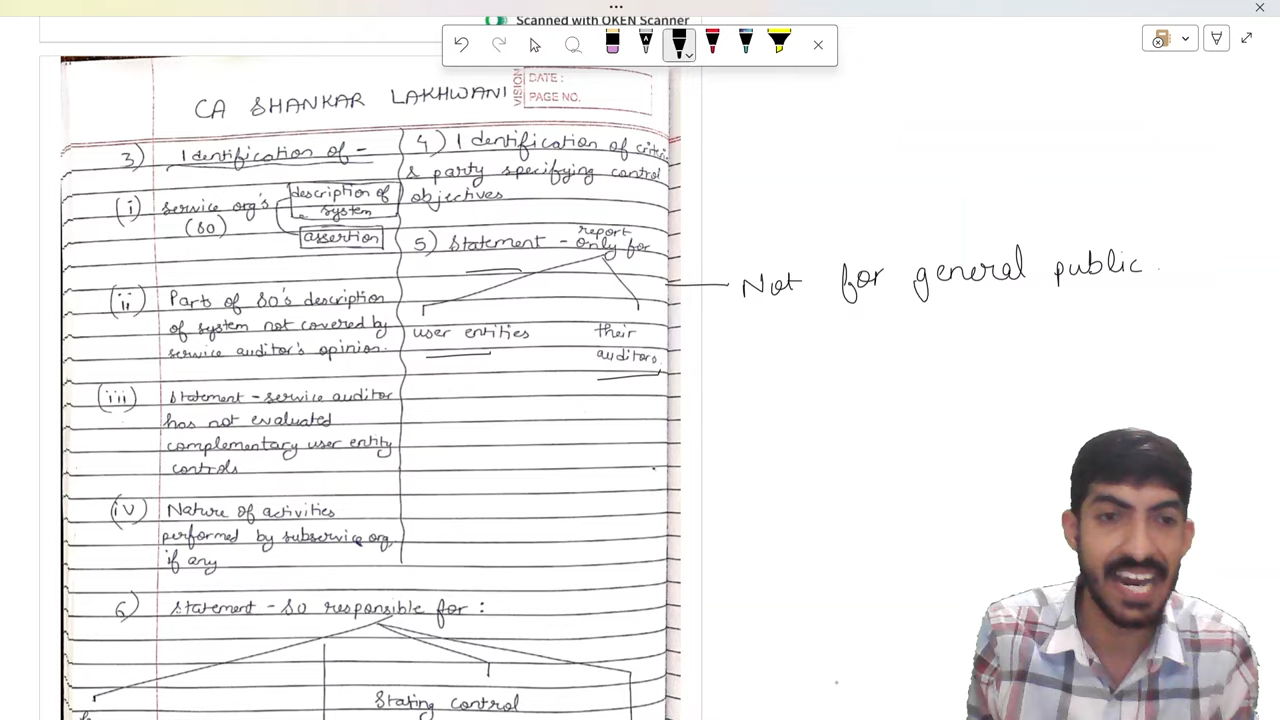 Scanned with OKEN Scanner
VISION
DATE :
PAGE NO.
CA SHANKAR LAKHWANI
3) Identification of -
(i) service org's
(SO)
description of
system
assertion
(ii) Parts of SO's description
of system not covered by
service auditor's opinion.
(iii) statement - service auditor
has not evaluated
complementary user entity
controls
(iv) Nature of activities
performed by subservice org,
if any
4) Identification of criteria
& party specifying control
objectives
5) statement - report
only for
user entities
their
auditors.
Not for general public
6) statement - SO responsible for :
Stating control